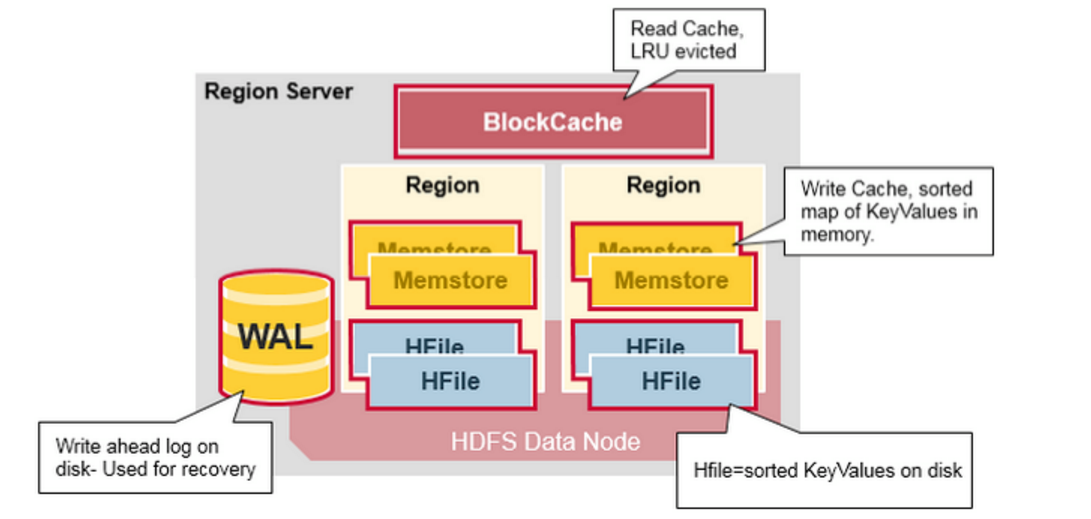 Read Cache,
LRU evicted
Region Server
BlockCache
Region
Region
Write Cache, sorted
map of KeyValues in
memory.
Memstore
Memstore
Memstore
Memstore
WAL
HFile
HFile
HFile
HFile
Write ahead log on
disk- Used for recovery
HDFS Data Node
Hfile=sorted KeyValues on disk